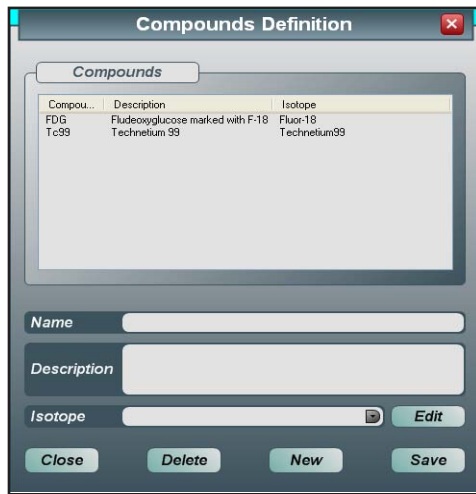 Compounds Definition
Compounds
Compou... Description Isotope
FDG Fludeoxyglucose marked with F-18 Fluor-18
Tc99 Technetium 99 Technetium99
Name
Description
Isotope Edit
Close Delete New Save